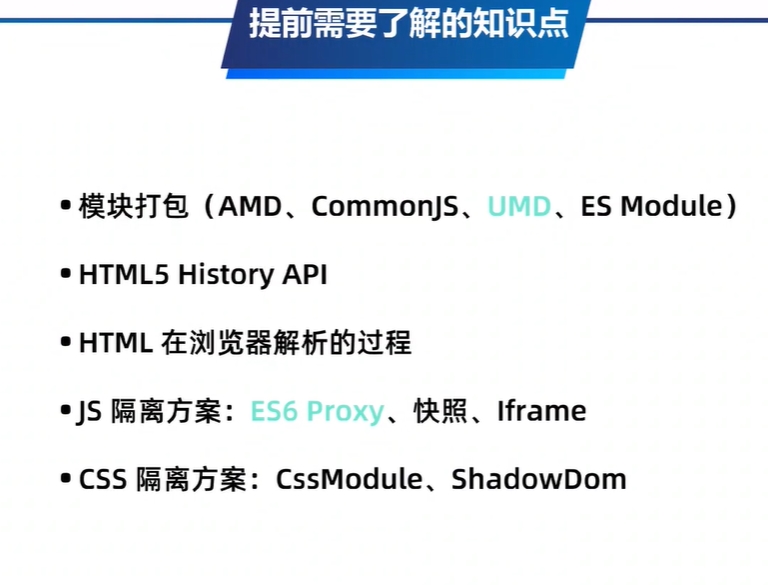 提前需要了解的知识点
• 模块打包（AMD、CommonJS、UMD、ES Module）
• HTML5 History API
• HTML 在浏览器解析的过程
• JS 隔离方案：ES6 Proxy、快照、Iframe
• CSS 隔离方案：CssModule、ShadowDom